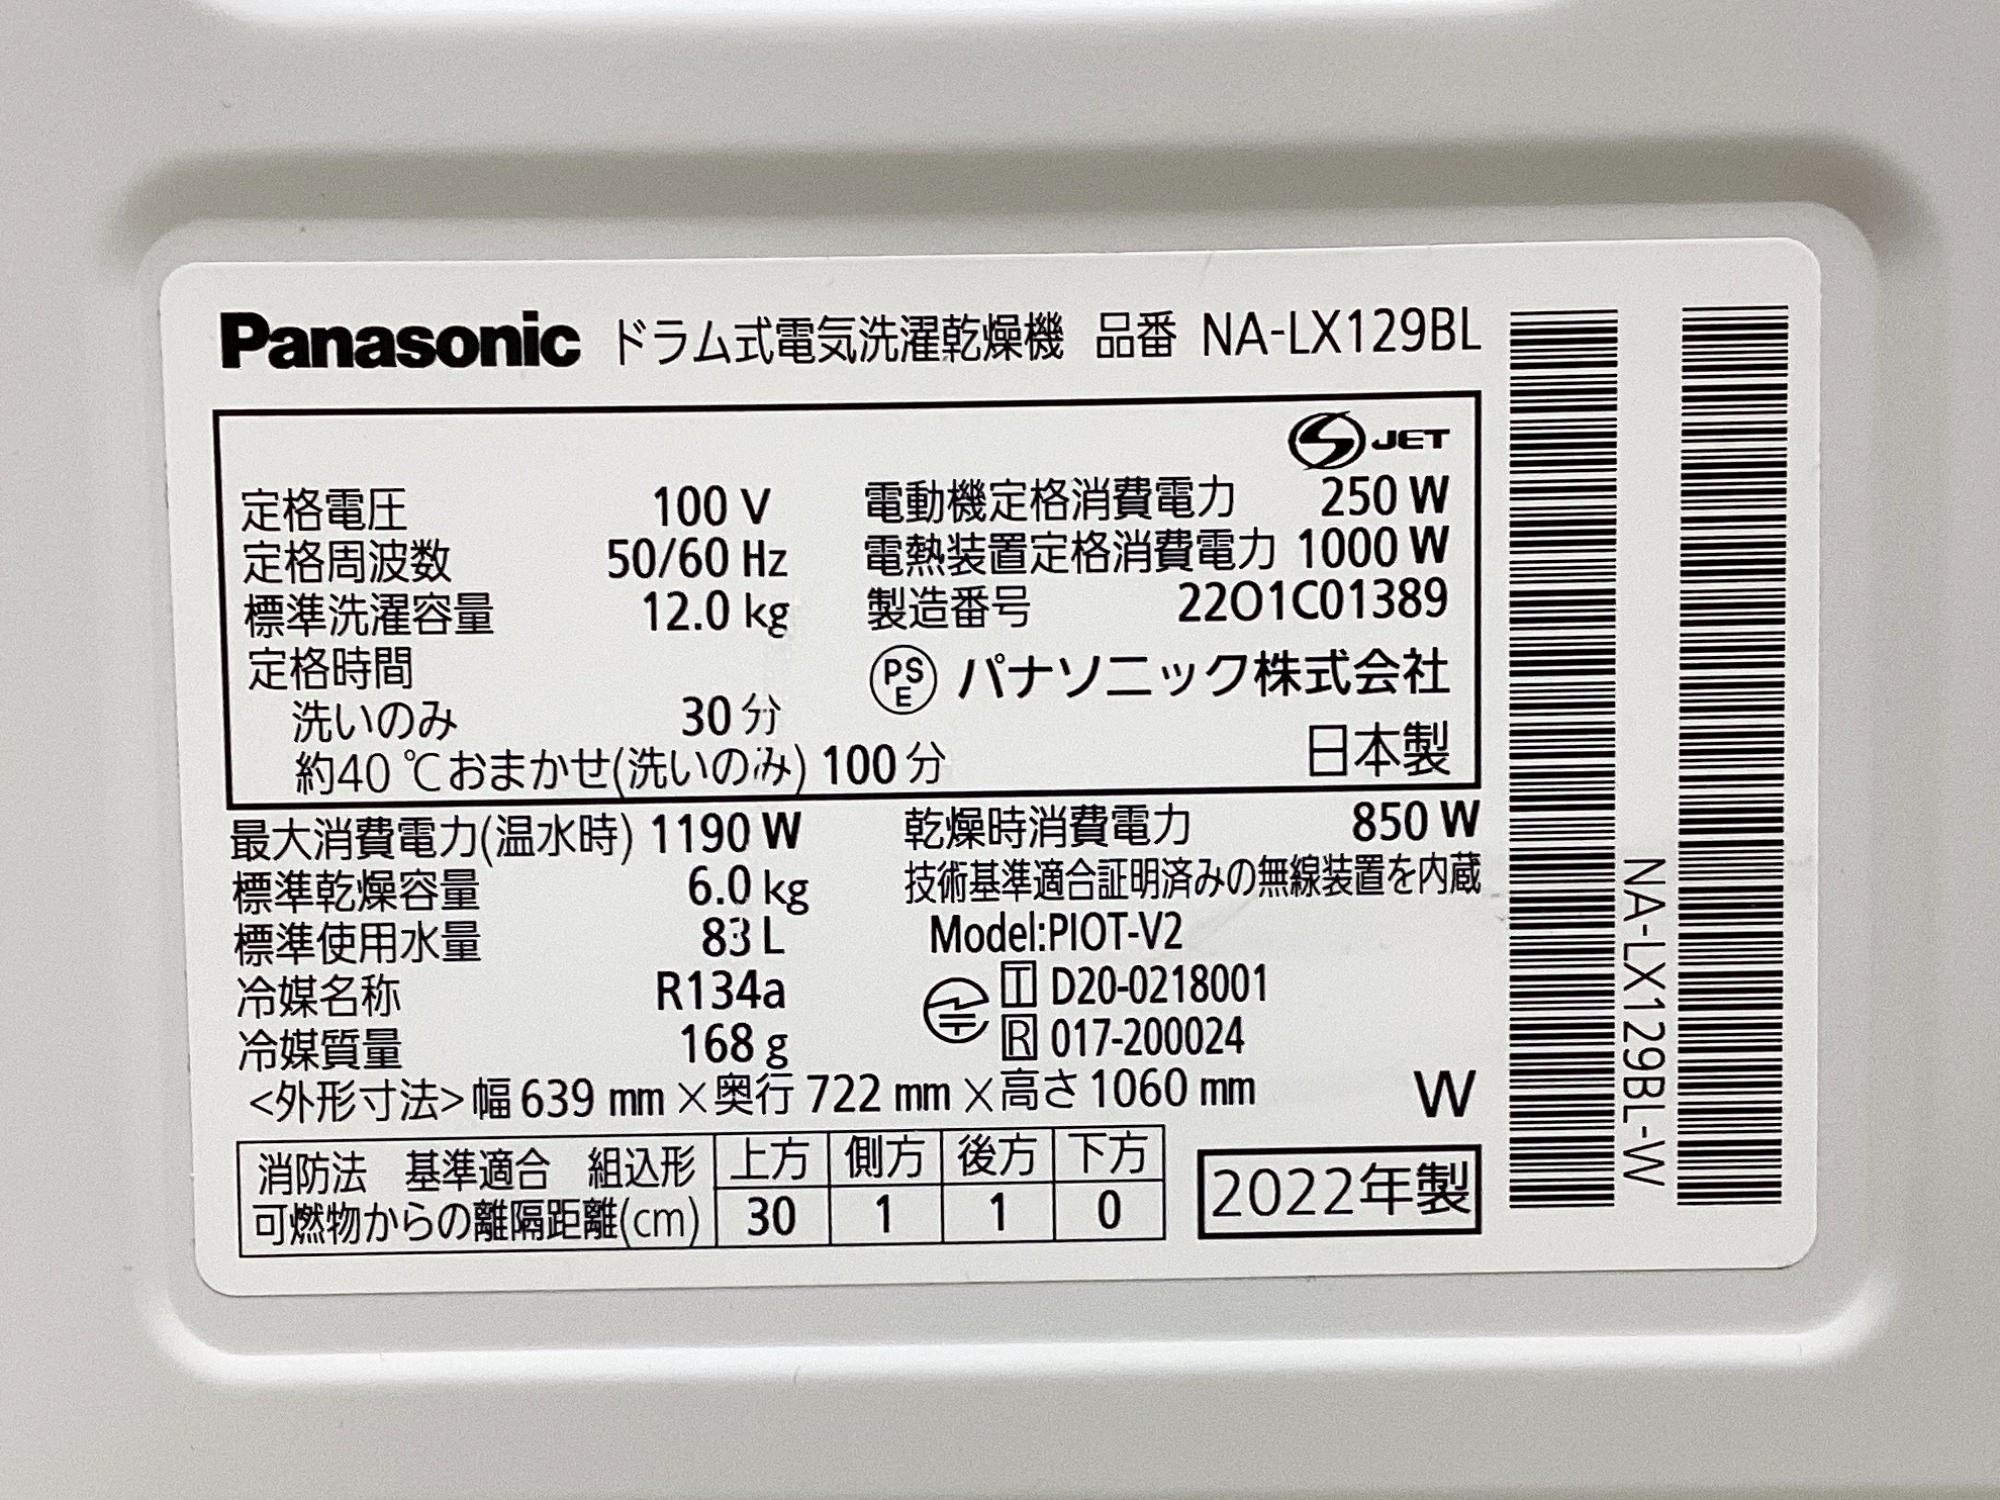 Panasonic ドラム式電気洗濯乾燥機 品番 NA-LX129BL
JET
定格電圧 100 V 電動機定格消費電力 250 W
定格周波数 50/60 Hz 電熱装置定格消費電力 1000 W
標準洗濯容量 12.0 kg 製造番号 22O1C01389
定格時間 PS E パナソニック株式会社
洗いのみ 30 分
約40 ℃おまかせ(洗いのみ) 100 分 日本製
最大消費電力(温水時) 1190 W 乾燥時消費電力 850 W
標準乾燥容量 6.0 kg 技術基準適合証明済みの無線装置を内蔵
標準使用水量 83 L Model:PIOT-V2
冷媒名称 R134a T D20-0218001
冷媒質量 168 g R 017-200024
<外形寸法> 幅 639 mm × 奥行 722 mm × 高さ 1060 mm W
消防法 基準適合 組込形 上方 側方 後方 下方
可燃物からの離隔距離(cm) 30 1 1 0
2022年製
NA-LX129BL-W